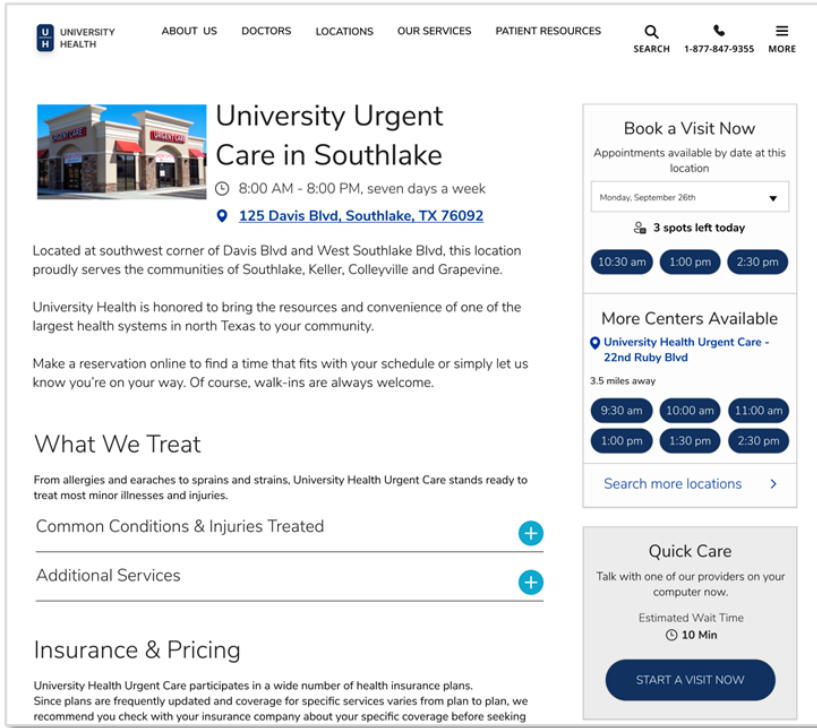 U
H
UNIVERSITY
HEALTH
ABOUT US
DOCTORS
LOCATIONS
OUR SERVICES
PATIENT RESOURCES
SEARCH
1-877-847-9355
MORE
URGENT CARE
URGENT CARE
University Urgent
Care in Southlake
8:00 AM - 8:00 PM, seven days a week
125 Davis Blvd, Southlake, TX 76092
Located at southwest corner of Davis Blvd and West Southlake Blvd, this location
proudly serves the communities of Southlake, Keller, Colleyville and Grapevine.
University Health is honored to bring the resources and convenience of one of the
largest health systems in north Texas to your community.
Make a reservation online to find a time that fits with your schedule or simply let us
know you're on your way. Of course, walk-ins are always welcome.
What We Treat
From allergies and earaches to sprains and strains, University Health Urgent Care stands ready to
treat most minor illnesses and injuries.
Common Conditions & Injuries Treated
Additional Services
Insurance & Pricing
University Health Urgent Care participates in a wide number of health insurance plans.
Since plans are frequently updated and coverage for specific services varies from plan to plan, we
recommend you check with your insurance company about your specific coverage before seeking
Book a Visit Now
Appointments available by date at this
location
Monday, September 26th
3 spots left today
10:30 am
1:00 pm
2:30 pm
More Centers Available
University Health Urgent Care -
22nd Ruby Blvd
3.5 miles away
9:30 am
10:00 am
11:00 am
1:00 pm
1:30 pm
2:30 pm
Search more locations
Quick Care
Talk with one of our providers on your
computer now.
Estimated Wait Time
10 Min
START A VISIT NOW